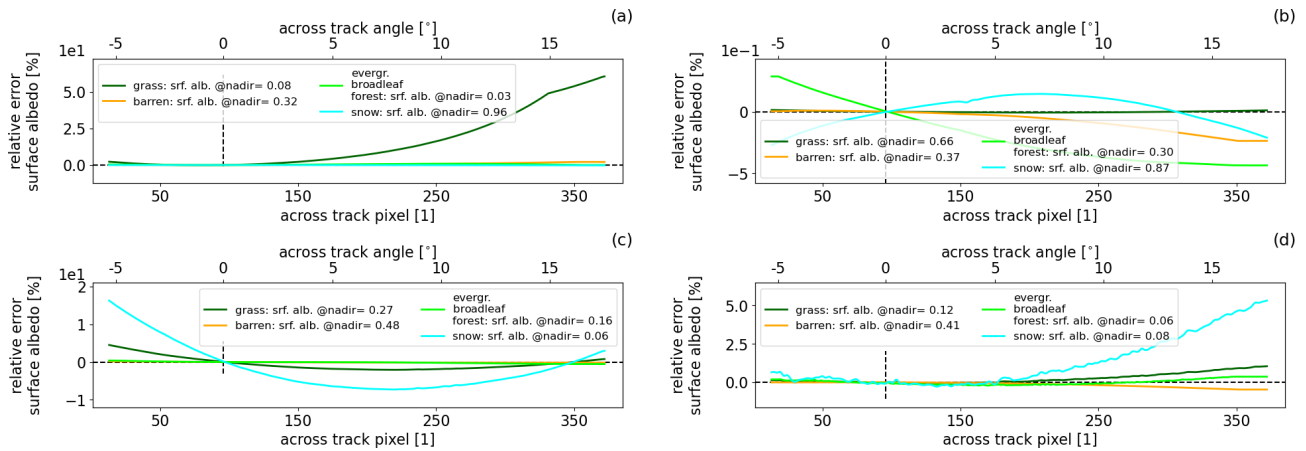 (a)
across track angle [°]
-5 0 5 10 15
1e1
5.0
2.5
0.0
relative error
surface albedo [%]
grass: srf. alb. @nadir= 0.08
barren: srf. alb. @nadir= 0.32
evergr.
broadleaf
forest: srf. alb. @nadir= 0.03
snow: srf. alb. @nadir= 0.96
50 150 250 350
across track pixel [1]
(b)
across track angle [°]
-5 0 5 10 15
1e−1
0
−5
relative error
surface albedo [%]
grass: srf. alb. @nadir= 0.66
barren: srf. alb. @nadir= 0.37
evergr.
broadleaf
forest: srf. alb. @nadir= 0.30
snow: srf. alb. @nadir= 0.87
50 150 250 350
across track pixel [1]
(c)
across track angle [°]
-5 0 5 10 15
1e1
2
1
0
−1
relative error
surface albedo [%]
grass: srf. alb. @nadir= 0.27
barren: srf. alb. @nadir= 0.48
evergr.
broadleaf
forest: srf. alb. @nadir= 0.16
snow: srf. alb. @nadir= 0.06
50 150 250 350
across track pixel [1]
(d)
across track angle [°]
-5 0 5 10 15
5.0
2.5
0.0
relative error
surface albedo [%]
grass: srf. alb. @nadir= 0.12
barren: srf. alb. @nadir= 0.41
evergr.
broadleaf
forest: srf. alb. @nadir= 0.06
snow: srf. alb. @nadir= 0.08
50 150 250 350
across track pixel [1]